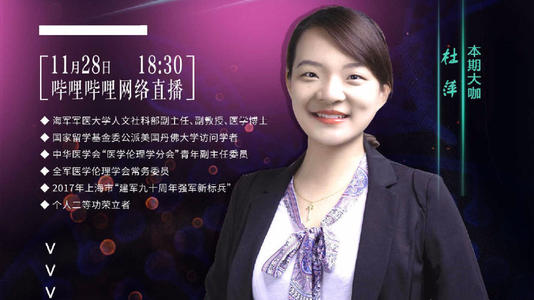 11月28日 18:30
哔哩哔哩网络直播
本期大咖
杜萍
◆ 海军军医大学人文社科部副主任、副教授、医学博士
◆ 国家留学基金委公派美国丹佛大学访问学者
◆ 中华医学会“医学伦理学分会”青年副主任委员
◆ 全军医学伦理学会常务委员
◆ 2017年上海市“建军九十周年强军新标兵”
◆ 个人二等功荣立者